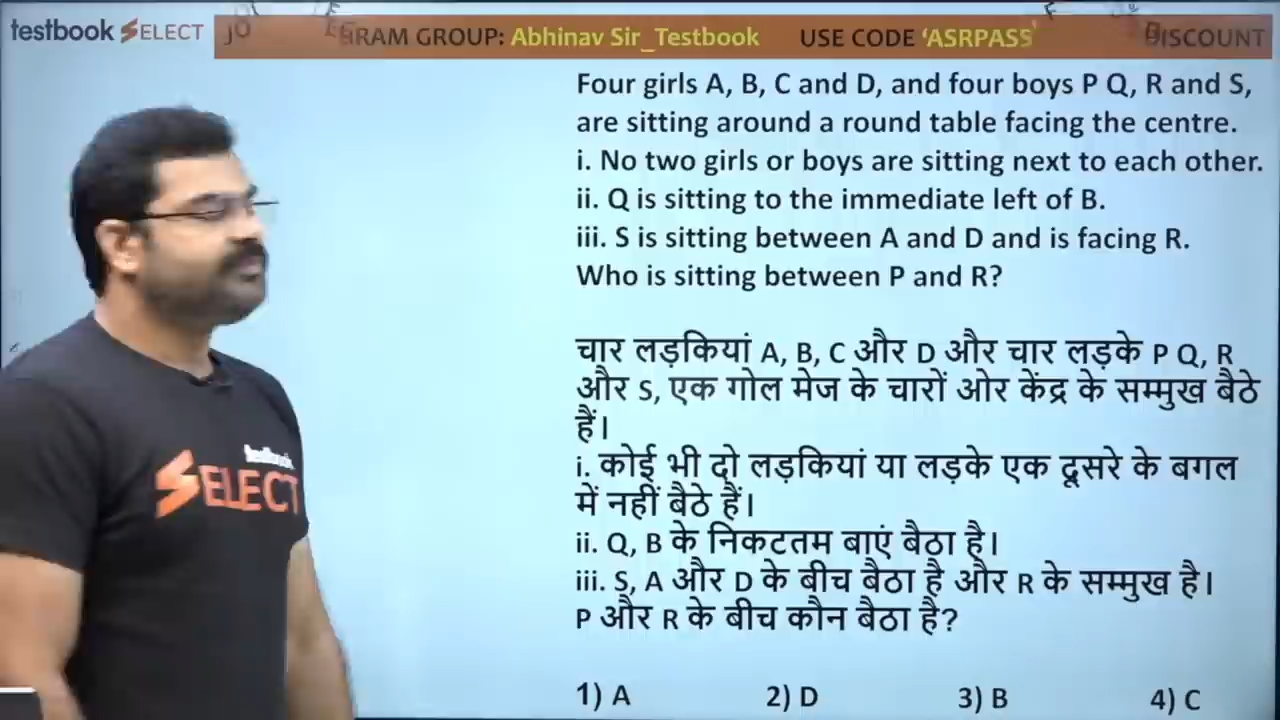 testbook SELECT
GRAM GROUP: Abhinav Sir_Testbook USE CODE 'ASRPASS' DISCOUNT
Four girls A, B, C and D, and four boys P Q, R and S,
are sitting around a round table facing the centre.
i. No two girls or boys are sitting next to each other.
ii. Q is sitting to the immediate left of B.
iii. S is sitting between A and D and is facing R.
Who is sitting between P and R?
चार लड़कियां A, B, C और D और चार लड़के P Q, R
और S, एक गोल मेज के चारों ओर केंद्र के सम्मुख बैठे
हैं।
i. कोई भी दो लड़कियां या लड़के एक दूसरे के बगल
में नहीं बैठे हैं।
ii. Q, B के निकटतम बाएं बैठा है।
iii. S, A और D के बीच बैठा है और R के सम्मुख है।
P और R के बीच कौन बैठा है?
1) A 2) D 3) B 4) C
SELECT